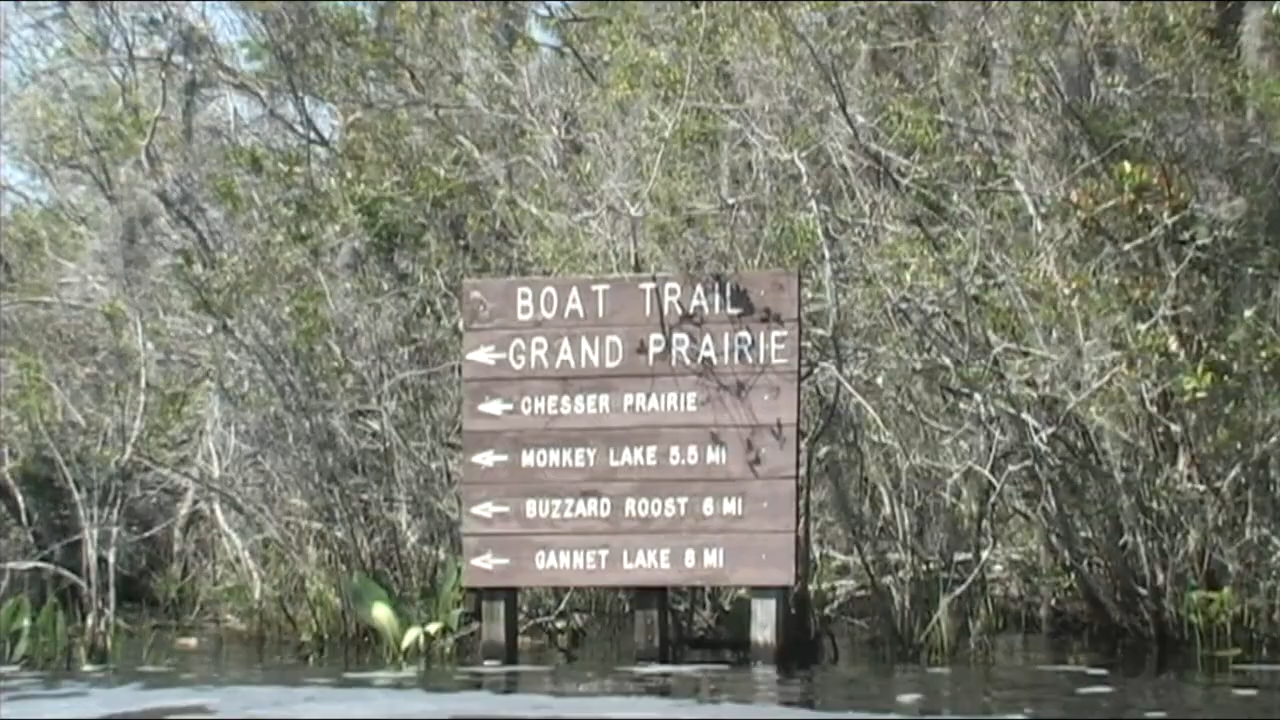 BOAT TRAIL
←GRAND PRAIRIE
← CHESSER PRAIRIE
← MONKEY LAKE 5.5 MI
← BUZZARD ROOST 6 MI
← GANNET LAKE 8 MI